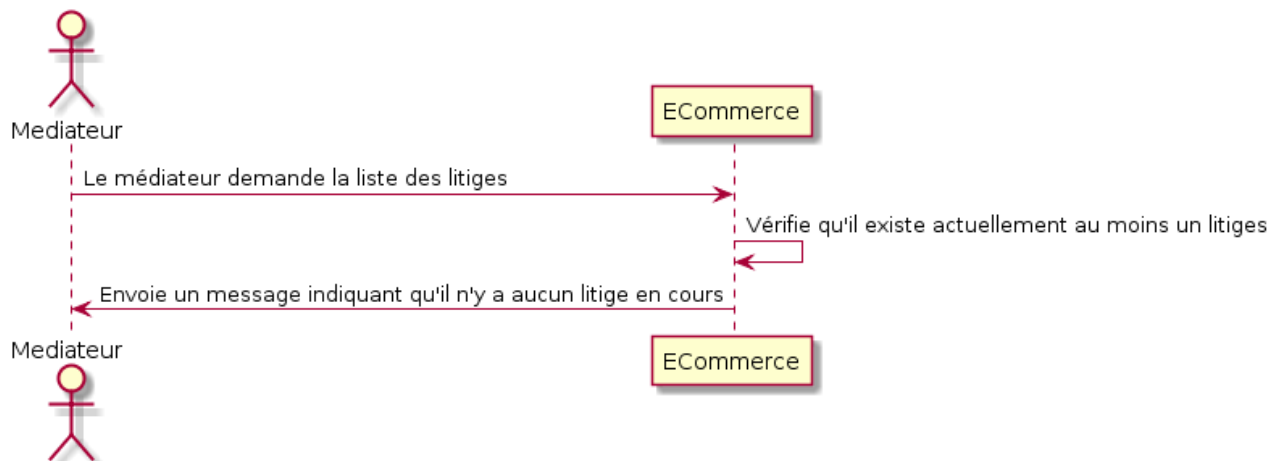 Mediateur
ECommerce
Le médiateur demande la liste des litiges
Vérifie qu'il existe actuellement au moins un litiges
Envoie un message indiquant qu'il n'y a aucun litige en cours
Mediateur
ECommerce